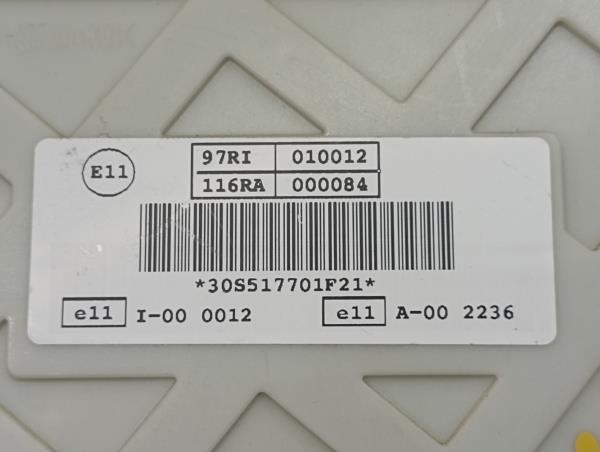 E11
97RI 010012
116RA 000084
*30S517701F21*
e11 I-00 0012
e11 A-00 2236